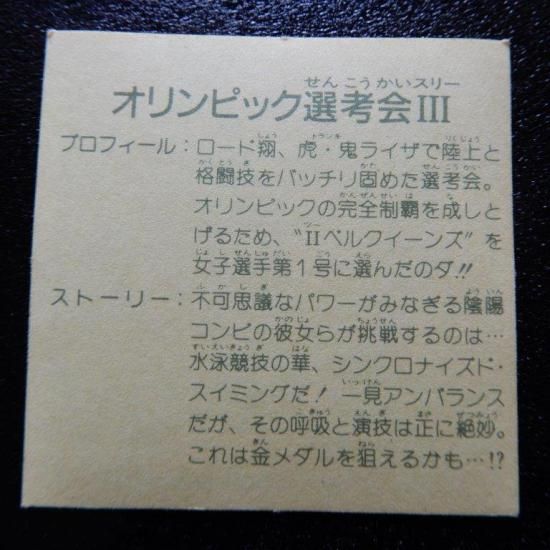 オリンピック選考会III
プロフィール:ロード翔、虎・鬼ライザで陸上と
格闘技をバッチリ固めた選考会。
オリンピックの完全制覇を成しと
げるため、“IIベルクイーンズ”を
女子選手第1号に選んだのダ!!
ストーリー:不可思議なパワーがみなぎる陰陽
コンビの彼女らが挑戦するのは…
水泳競技の華、シンクロナイズド・
スイミングだ! 一見アンバランス
だが、その呼吸と演技は正に絶妙。
これは金メダルを狙えるかも…!?